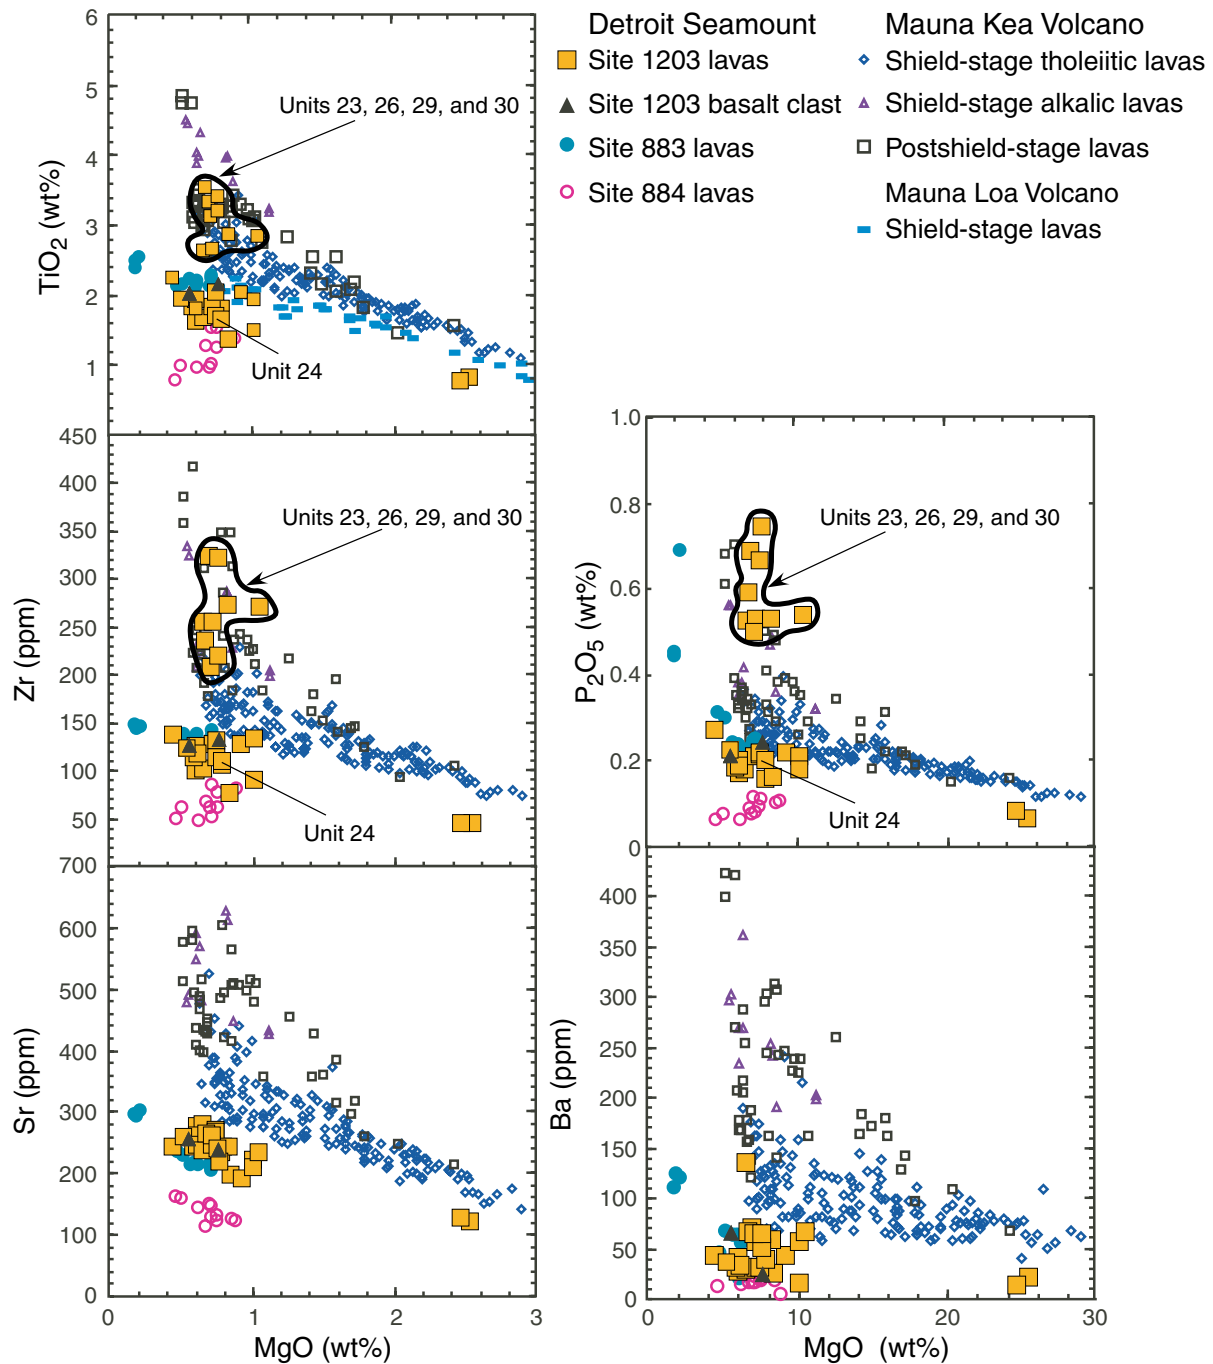 Detroit Seamount
Site 1203 lavas
Site 1203 basalt clast
Site 883 lavas
Site 884 lavas
Mauna Kea Volcano
Shield-stage tholeiitic lavas
Shield-stage alkalic lavas
Postshield-stage lavas
Mauna Loa Volcano
Shield-stage lavas
6
5
4
3
2
1
TiO2 (wt%)
Units 23, 26, 29, and 30
Unit 24
450
400
350
300
250
200
150
100
50
Zr (ppm)
Units 23, 26, 29, and 30
Unit 24
1.0
0.8
0.6
0.4
0.2
0
P2O5 (wt%)
Units 23, 26, 29, and 30
Unit 24
700
600
500
400
300
200
100
0
Sr (ppm)
0
1
2
3
MgO (wt%)
400
350
300
250
200
150
100
50
0
Ba (ppm)
0
10
20
30
MgO (wt%)